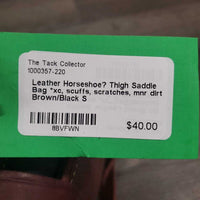 The Tack Collector
1000357-220
Leather Horseshoe? Thigh Saddle
Bag *xc, scuffs, scratches, mnr dirt
Brown/Black S
8BVFWN
$40.00